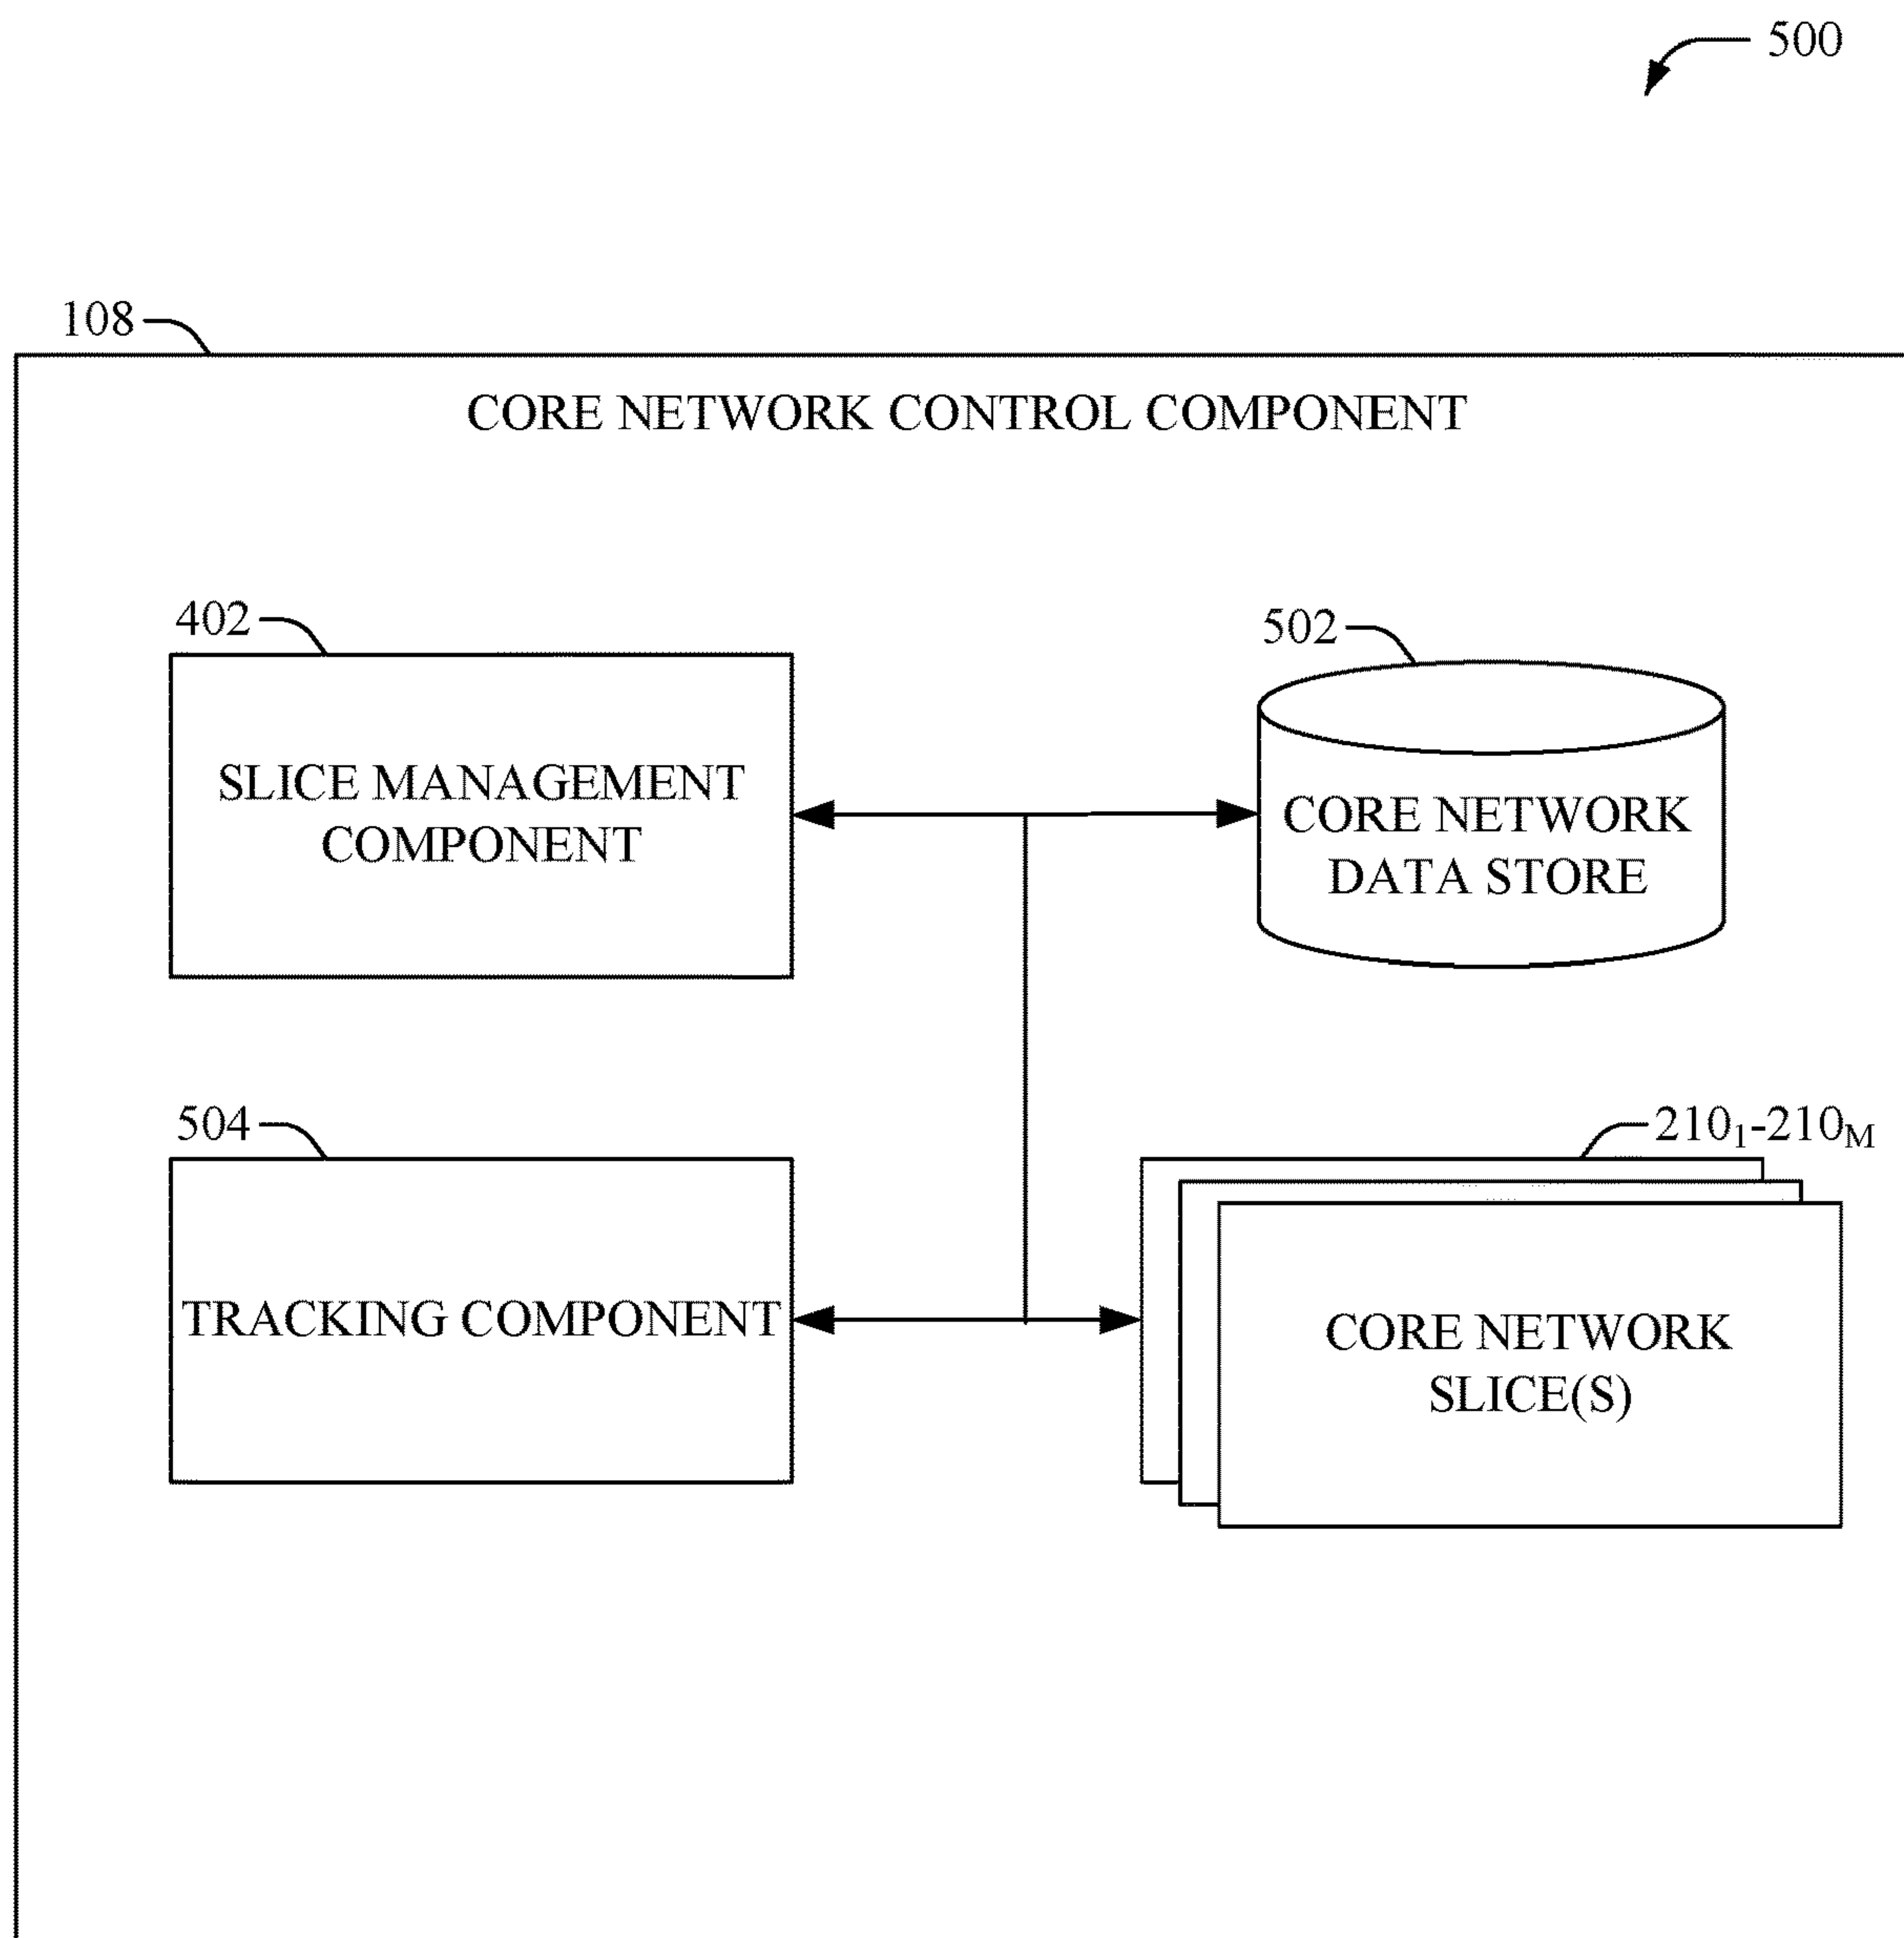 500
108
CORE NETWORK CONTROL COMPONENT
402
502
SLICE MANAGEMENT
COMPONENT
CORE NETWORK
DATA STORE
504
210₁-210ₘ
TRACKING COMPONENT
CORE NETWORK
SLICE(S)